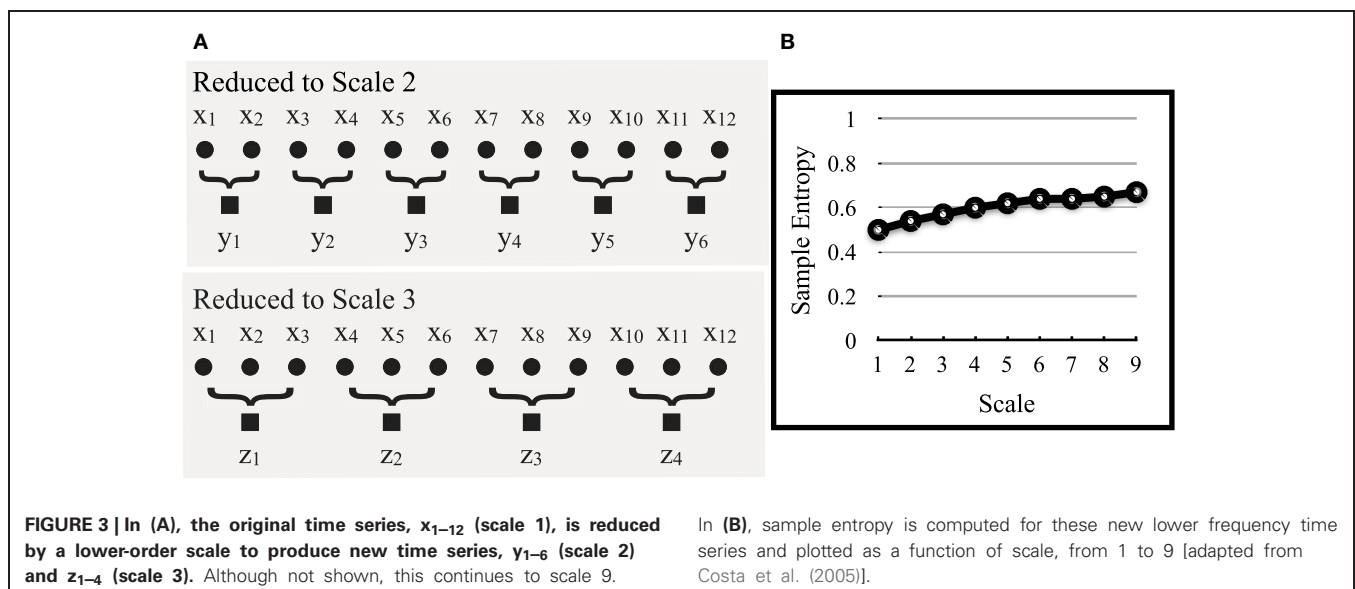 A
Reduced to Scale 2
x1 x2 x3 x4 x5 x6 x7 x8 x9 x10 x11 x12
y1 y2 y3 y4 y5 y6
Reduced to Scale 3
x1 x2 x3 x4 x5 x6 x7 x8 x9 x10 x11 x12
z1 z2 z3 z4
B
Sample Entropy
1
0.8
0.6
0.4
0.2
0
1 2 3 4 5 6 7 8 9
Scale
FIGURE 3 | In (A), the original time series, x1–12 (scale 1), is reduced
by a lower-order scale to produce new time series, y1–6 (scale 2)
and z1–4 (scale 3). Although not shown, this continues to scale 9.
In (B), sample entropy is computed for these new lower frequency time
series and plotted as a function of scale, from 1 to 9 [adapted from
Costa et al. (2005)].